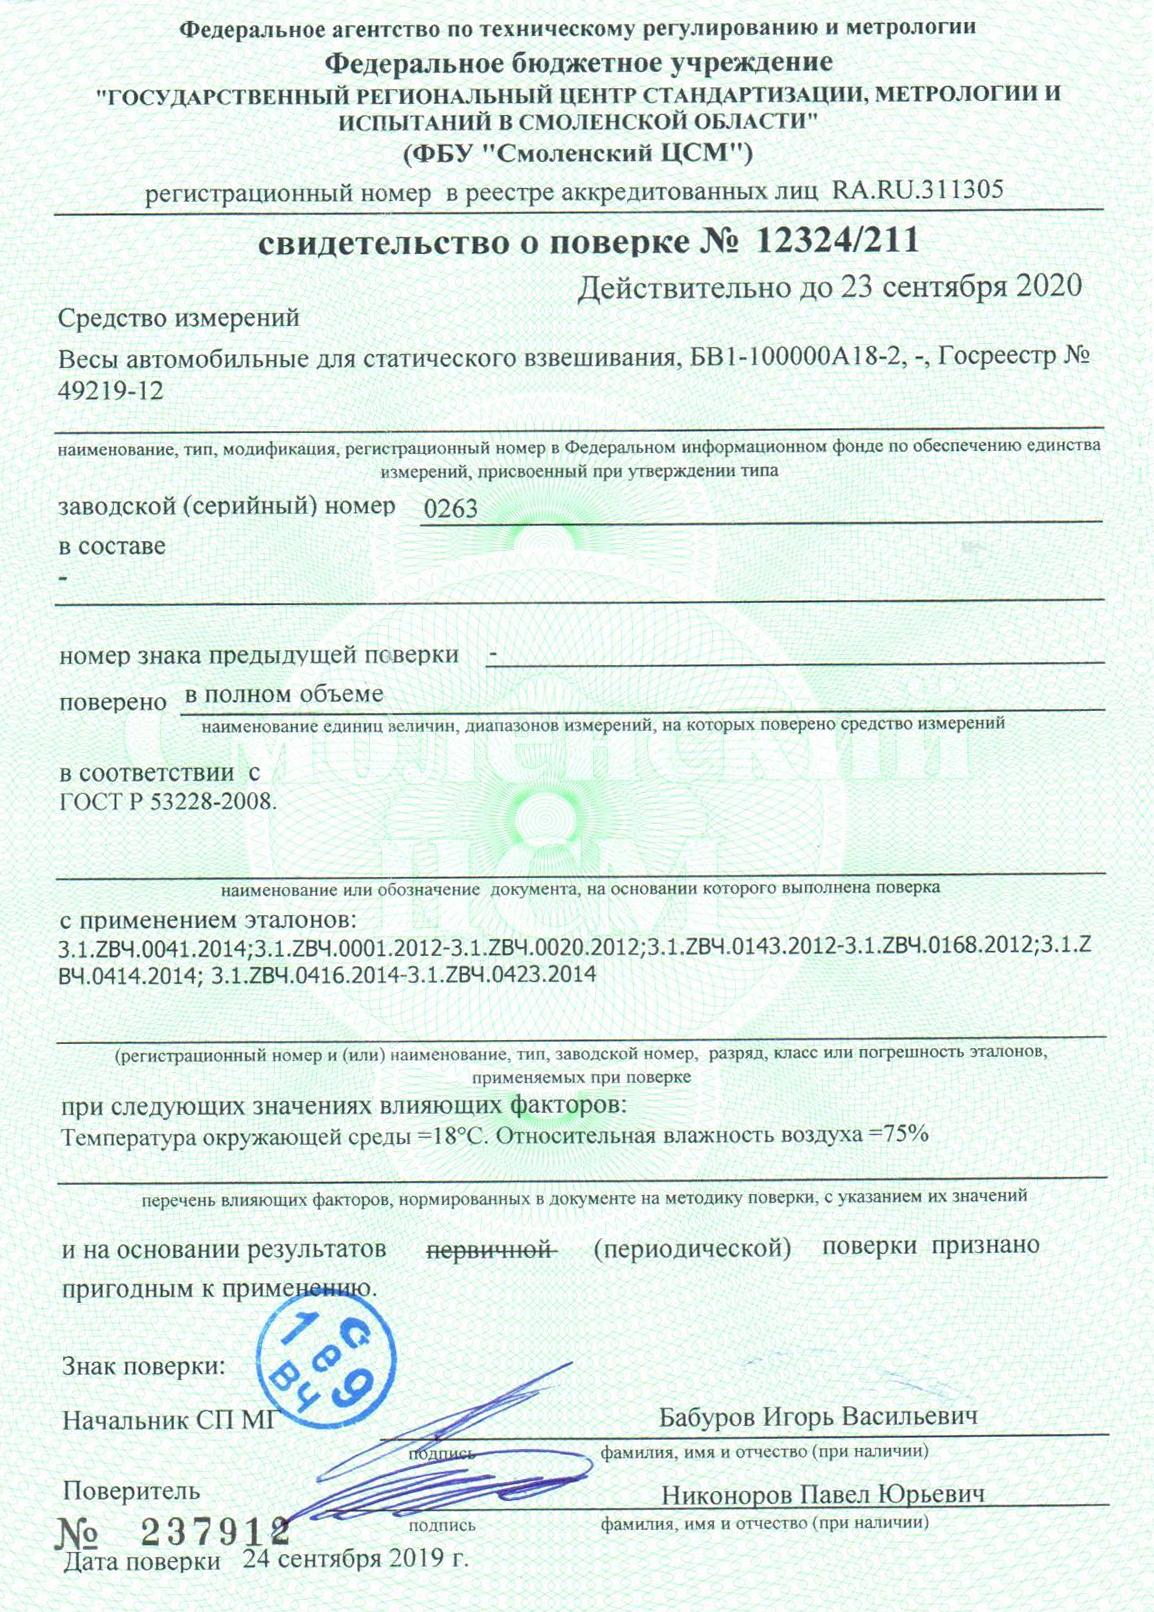 Федеральное агентство по техническому регулированию и метрологии
Федеральное бюджетное учреждение
"ГОСУДАРСТВЕННЫЙ РЕГИОНАЛЬНЫЙ ЦЕНТР СТАНДАРТИЗАЦИИ, МЕТРОЛОГИИ И
ИСПЫТАНИЙ В СМОЛЕНСКОЙ ОБЛАСТИ"
(ФБУ "Смоленский ЦСМ")
регистрационный номер в реестре аккредитованных лиц RA.RU.311305
свидетельство о поверке № 12324/211
Действительно до 23 сентября 2020
Средство измерений
Весы автомобильные для статического взвешивания, БВ1-100000А18-2, -, Госреестр №
49219-12
наименование, тип, модификация, регистрационный номер в Федеральном информационном фонде по обеспечению единства
измерений, присвоенный при утверждении типа
заводской (серийный) номер 0263
в составе
-
номер знака предыдущей поверки -
поверено в полном объеме
наименование единиц величин, диапазонов измерений, на которых поверено средство измерений
Смоленский
в соответствии с
ГОСТ Р 53228-2008.
ЦСМ
наименование или обозначение документа, на основании которого выполнена поверка
с применением эталонов:
3.1.ZВЧ.0041.2014;3.1.ZВЧ.0001.2012-3.1.ZВЧ.0020.2012;3.1.ZВЧ.0143.2012-3.1.ZВЧ.0168.2012;3.1.Z
ВЧ.0414.2014; 3.1.ZВЧ.0416.2014-3.1.ZВЧ.0423.2014
(регистрационный номер и (или) наименование, тип, заводской номер, разряд, класс или погрешность эталонов,
применяемых при поверке
при следующих значениях влияющих факторов:
Температура окружающей среды =18°С. Относительная влажность воздуха =75%
перечень влияющих факторов, нормированных в документе на методику поверки, с указанием их значений
и на основании результатов первичной (периодической) поверки признано
пригодным к применению.
1 С
в
ВЧ 9
Знак поверки:
Начальник СП МГ Бабуров Игорь Васильевич
подпись фамилия, имя и отчество (при наличии)
Поверитель Никоноров Павел Юрьевич
подпись фамилия, имя и отчество (при наличии)
№ 237912
Дата поверки 24 сентября 2019 г.